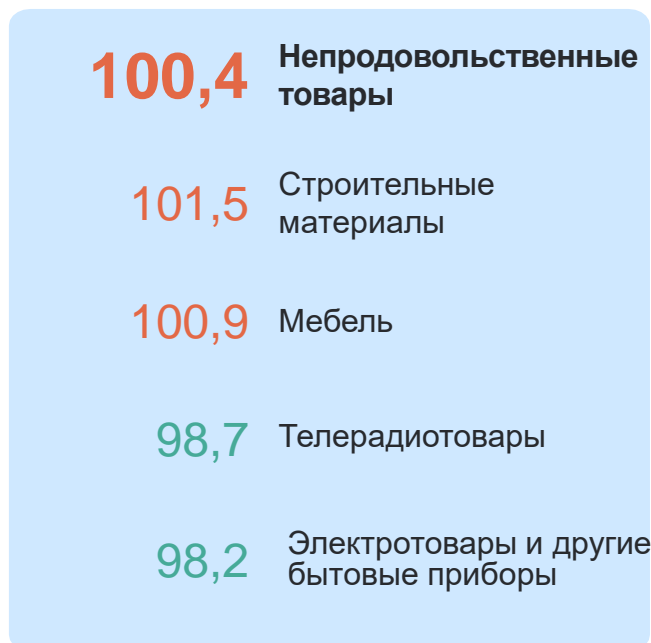 100,4 Непродовольственные
товары
101,5 Строительные
материалы
100,9 Мебель
98,7 Телерадиотовары
98,2 Электротовары и другие
бытовые приборы